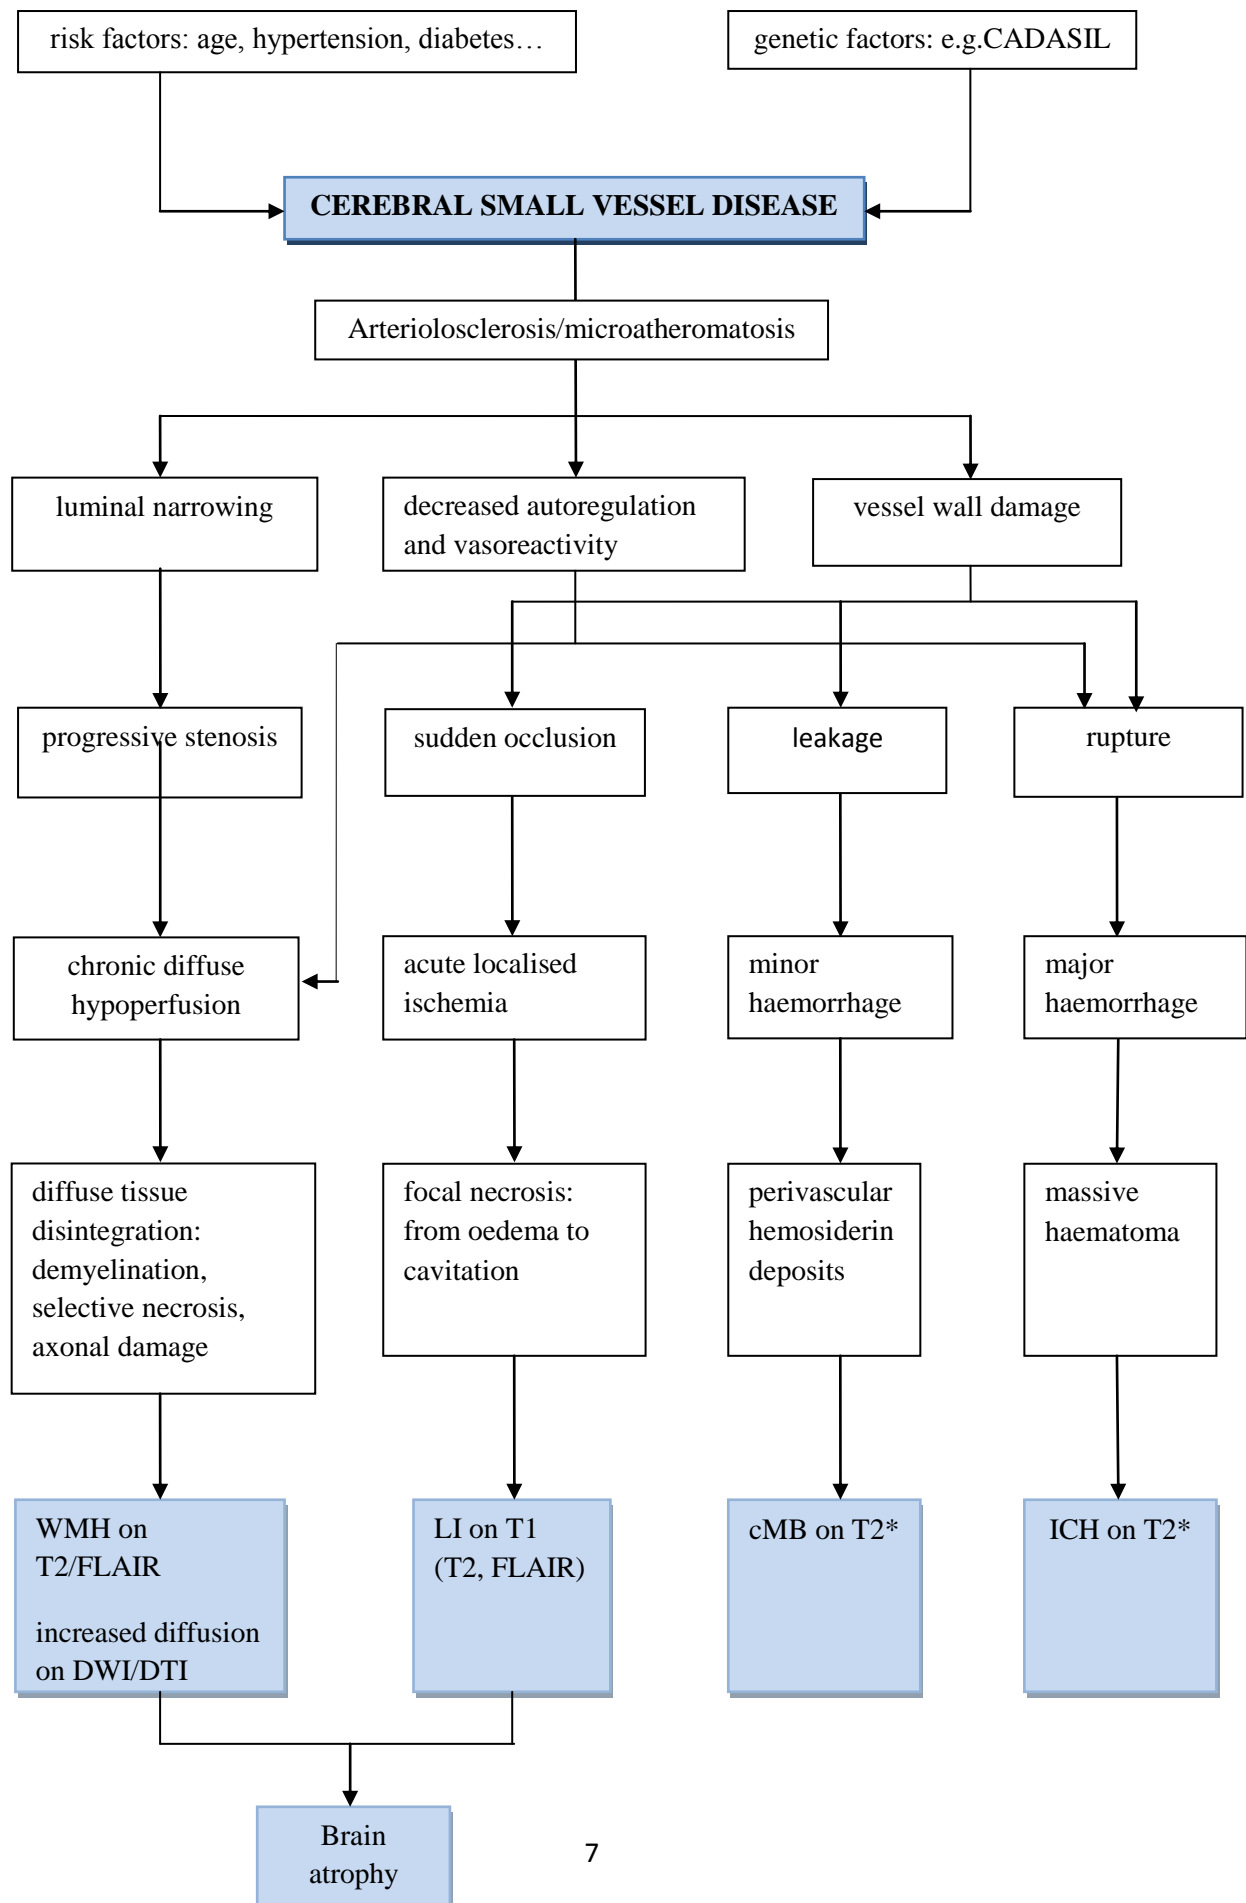 risk factors: age, hypertension, diabetes…
genetic factors: e.g.CADASIL
CEREBRAL SMALL VESSEL DISEASE
Arteriolosclerosis/microatheromatosis
luminal narrowing
decreased autoregulation
and vasoreactivity
vessel wall damage
progressive stenosis
sudden occlusion
leakage
rupture
chronic diffuse
hypoperfusion
acute localised
ischemia
minor
haemorrhage
major
haemorrhage
diffuse tissue
disintegration:
demyelination,
selective necrosis,
axonal damage
focal necrosis:
from oedema to
cavitation
perivascular
hemosiderin
deposits
massive
haematoma
WMH on
T2/FLAIR
increased diffusion
on DWI/DTI
LI on T1
(T2, FLAIR)
cMB on T2*
ICH on T2*
Brain
atrophy
7